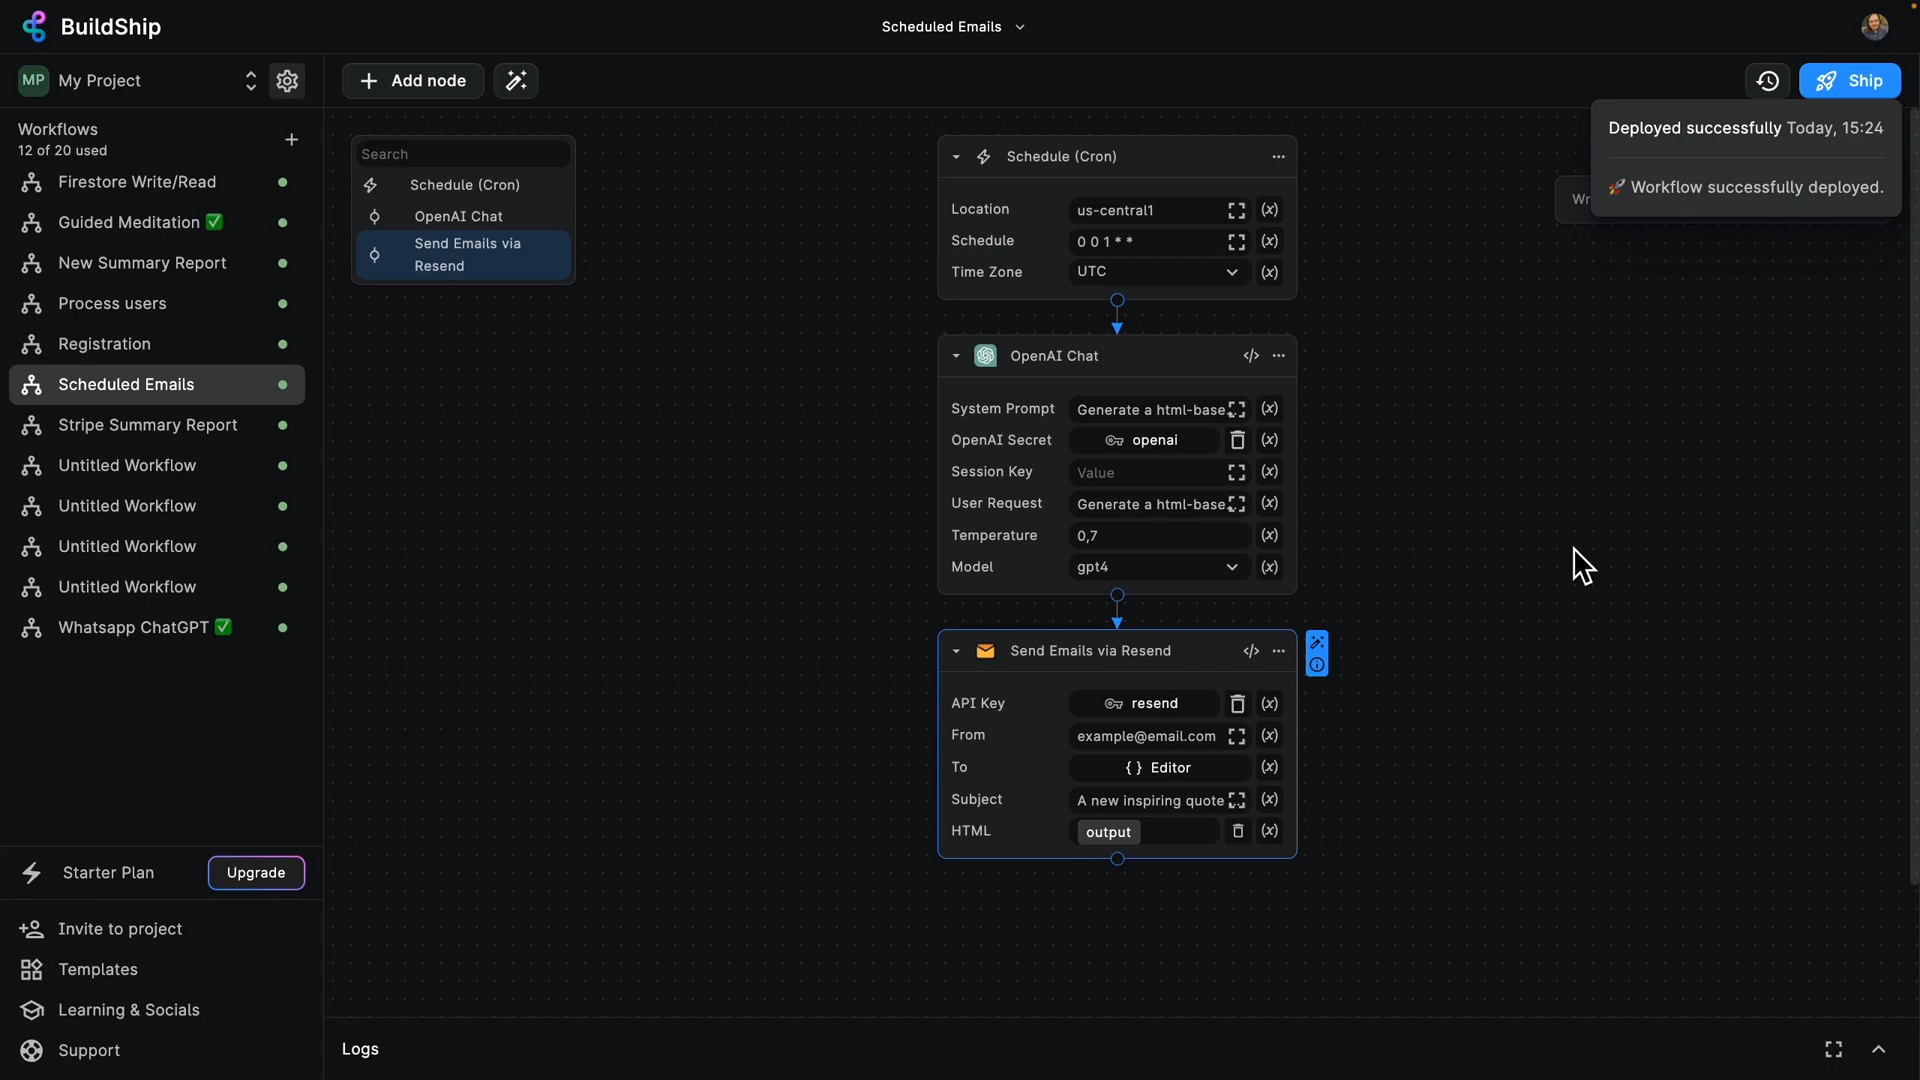 BuildShip
Scheduled Emails
MP My Project
Add node
Ship
Workflows
12 of 20 used
Firestore Write/Read
Guided Meditation ✅
New Summary Report
Process users
Registration
Scheduled Emails
Stripe Summary Report
Untitled Workflow
Untitled Workflow
Untitled Workflow
Untitled Workflow
Whatsapp ChatGPT ✅
Starter Plan
Upgrade
Invite to project
Templates
Learning & Socials
Support
Search
Schedule (Cron)
OpenAI Chat
Send Emails via
Resend
Schedule (Cron)
Location us-central1 (x)
Schedule 0 0 1 * * (x)
Time Zone UTC (x)
OpenAI Chat </>
System Prompt Generate a html-base (x)
OpenAI Secret openai (x)
Session Key Value (x)
User Request Generate a html-base (x)
Temperature 0,7 (x)
Model gpt4 (x)
Send Emails via Resend </>
API Key resend (x)
From example@email.com (x)
To { } Editor (x)
Subject A new inspiring quote (x)
HTML output (x)
Deployed successfully Today, 15:24
🚀 Workflow successfully deployed.
Logs